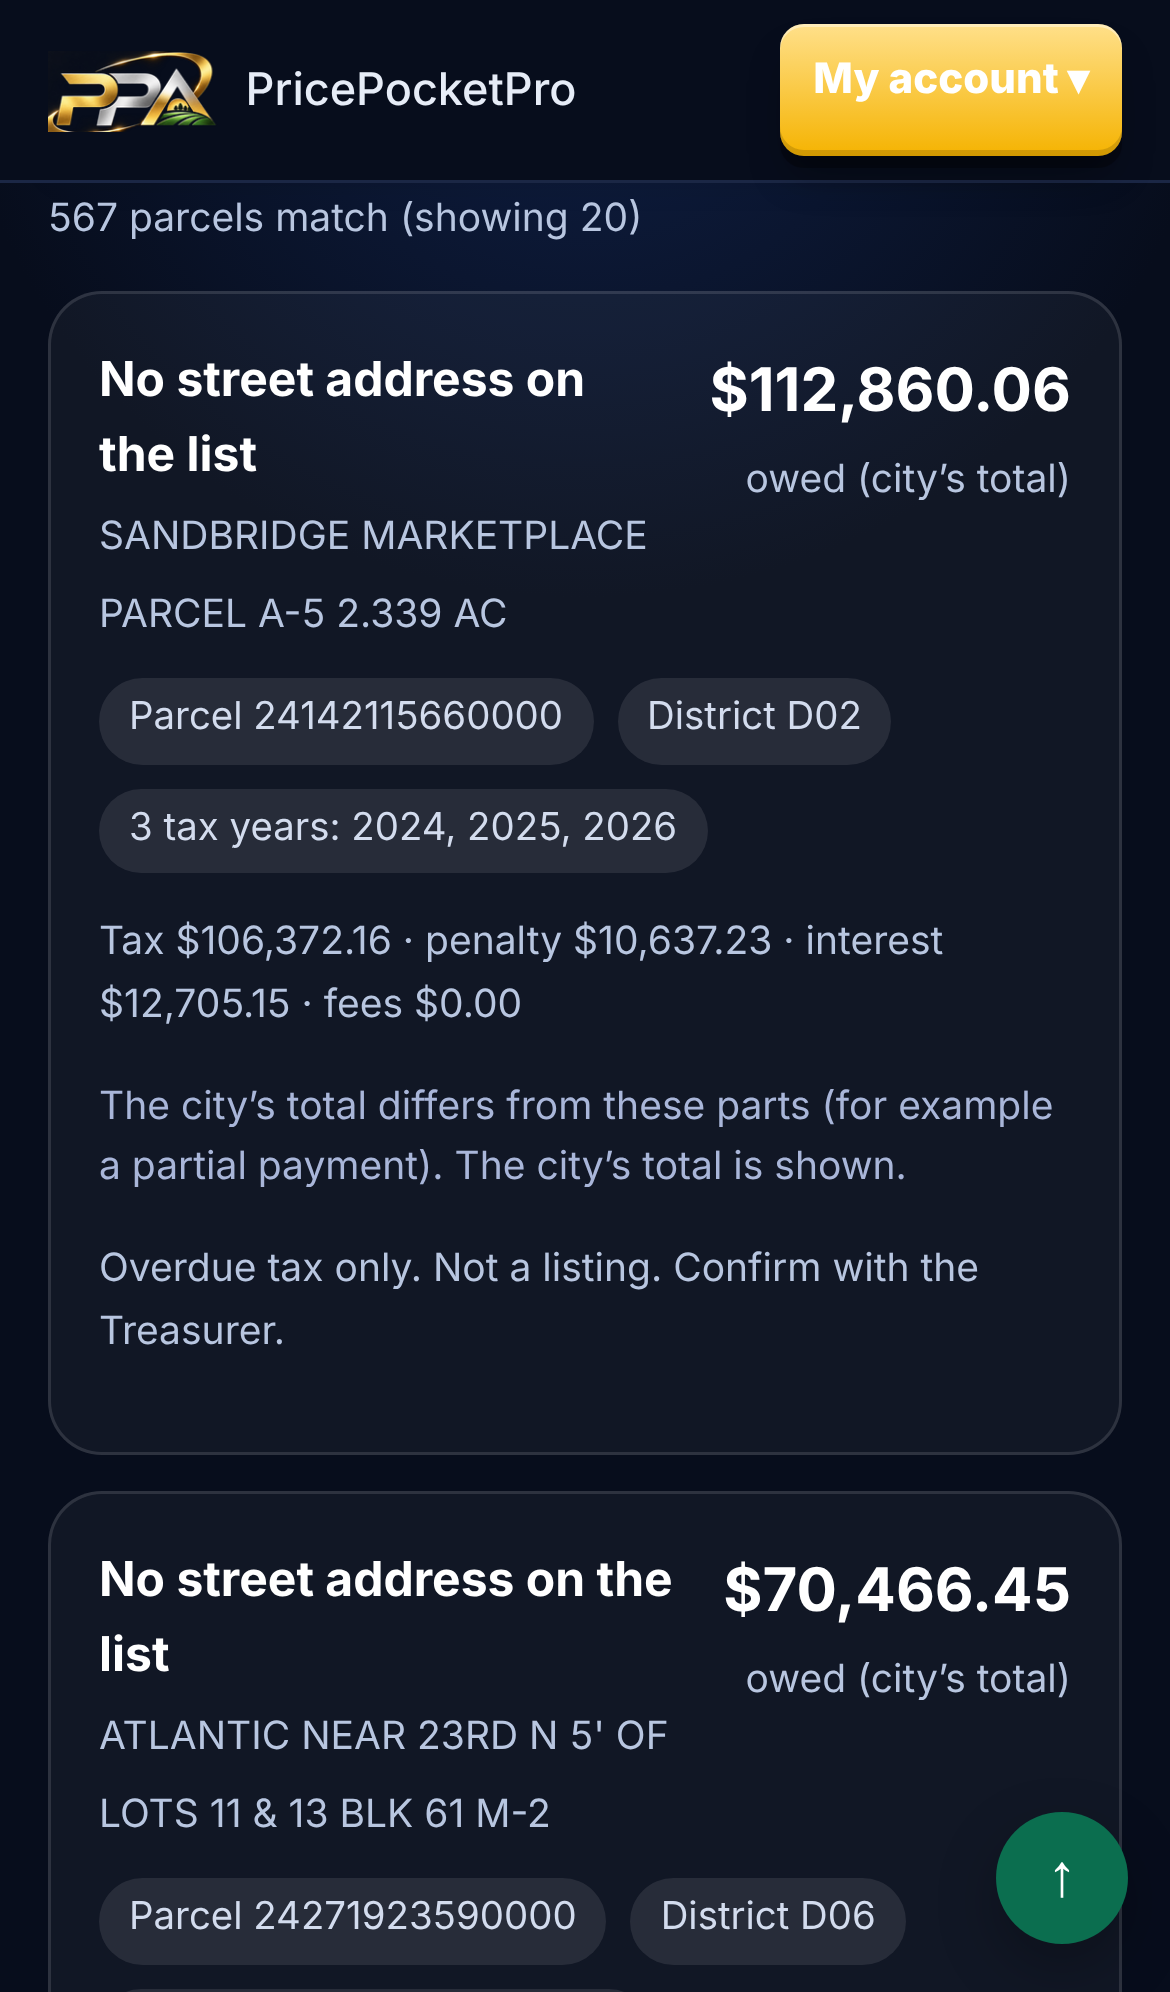 PPA PricePocketPro
My account ▾
567 parcels match (showing 20)
No street address on
the list
$112,860.06
owed (city’s total)
SANDBRIDGE MARKETPLACE
PARCEL A-5 2.339 AC
Parcel 24142115660000
District D02
3 tax years: 2024, 2025, 2026
Tax $106,372.16 · penalty $10,637.23 · interest
$12,705.15 · fees $0.00
The city’s total differs from these parts (for example
a partial payment). The city’s total is shown.
Overdue tax only. Not a listing. Confirm with the
Treasurer.
No street address on the
list
$70,466.45
owed (city’s total)
ATLANTIC NEAR 23RD N 5' OF
LOTS 11 & 13 BLK 61 M-2
Parcel 24271923590000
District D06
↑